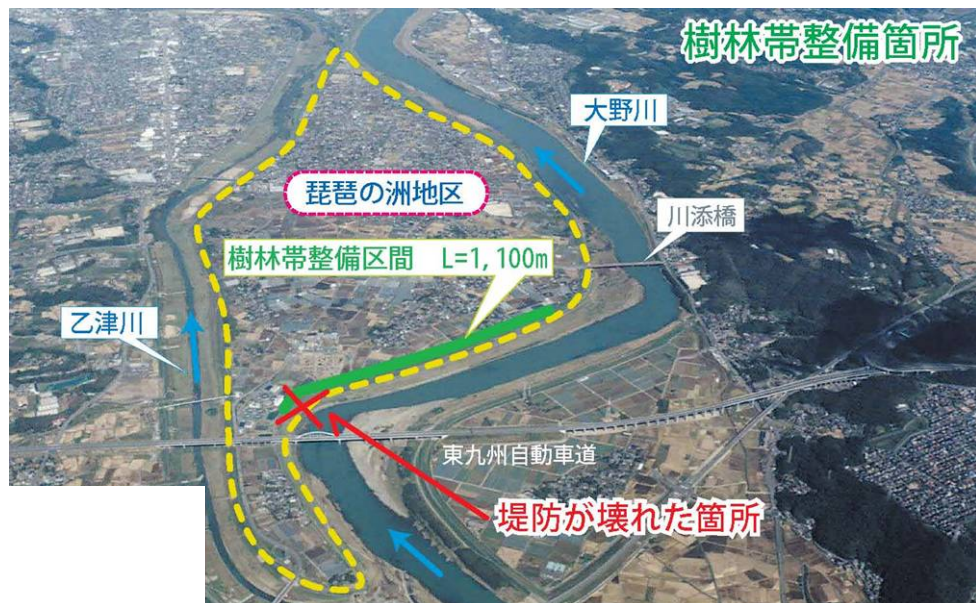 樹林帯整備箇所
大野川
琵琶の洲地区
川添橋
樹林帯整備区間　L=1,100m
乙津川
東九州自動車道
堤防が壊れた箇所